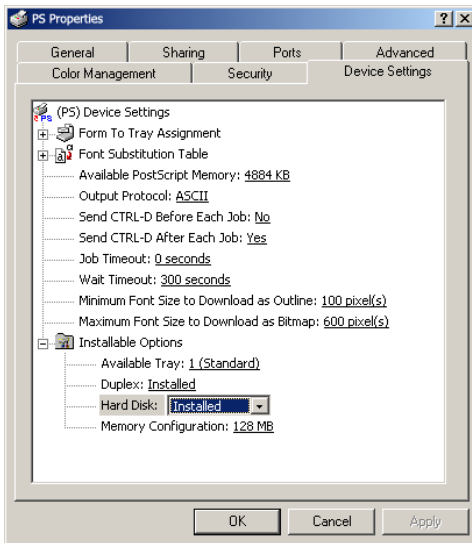 PS Properties
General Sharing Ports Advanced
Color Management Security Device Settings
(PS) Device Settings
Form To Tray Assignment
Font Substitution Table
Available PostScript Memory: 4884 KB
Output Protocol: ASCII
Send CTRL-D Before Each Job: No
Send CTRL-D After Each Job: Yes
Job Timeout: 0 seconds
Wait Timeout: 300 seconds
Minimum Font Size to Download as Outline: 100 pixel(s)
Maximum Font Size to Download as Bitmap: 600 pixel(s)
Installable Options
Available Tray: 1 (Standard)
Duplex: Installed
Hard Disk: Installed
Memory Configuration: 128 MB
OK Cancel Apply